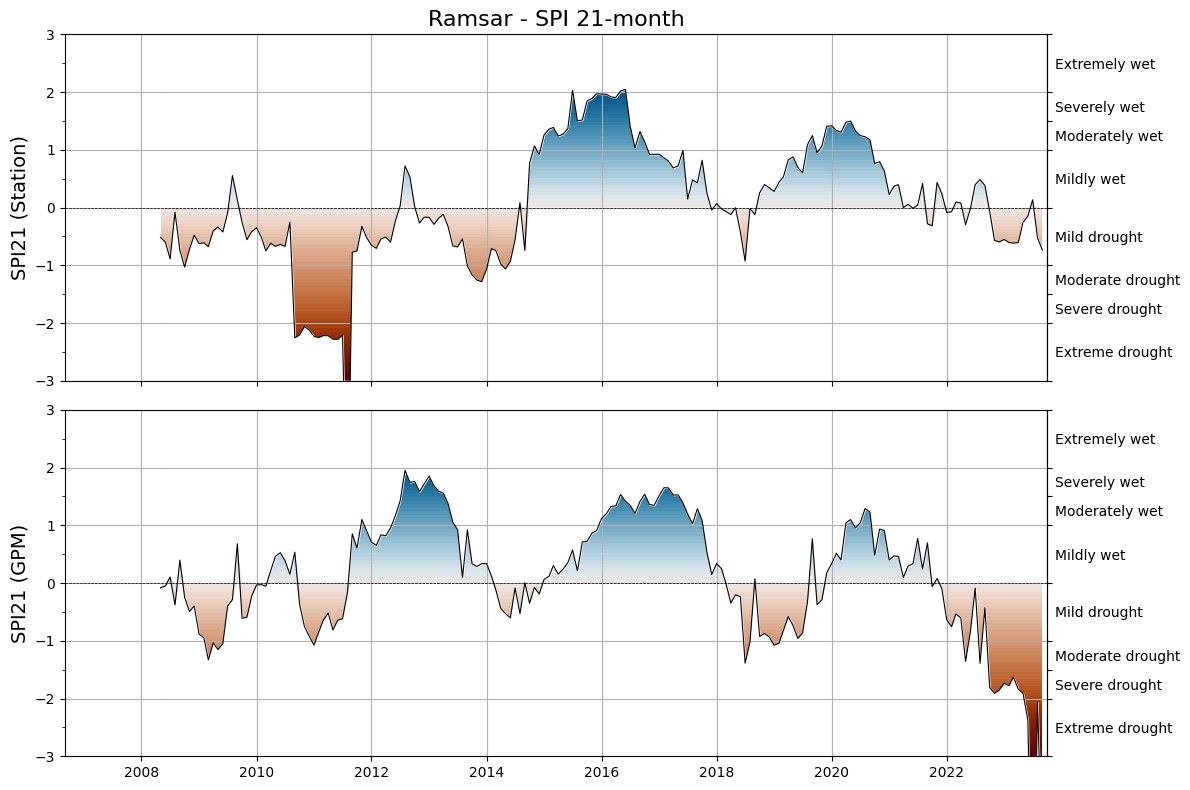 Ramsar - SPI 21-month
SPI21 (Station)
3
2
1
0
−1
−2
−3
Extremely wet
Severely wet
Moderately wet
Mildly wet
Mild drought
Moderate drought
Severe drought
Extreme drought
SPI21 (GPM)
3
2
1
0
−1
−2
−3
Extremely wet
Severely wet
Moderately wet
Mildly wet
Mild drought
Moderate drought
Severe drought
Extreme drought
2008 2010 2012 2014 2016 2018 2020 2022